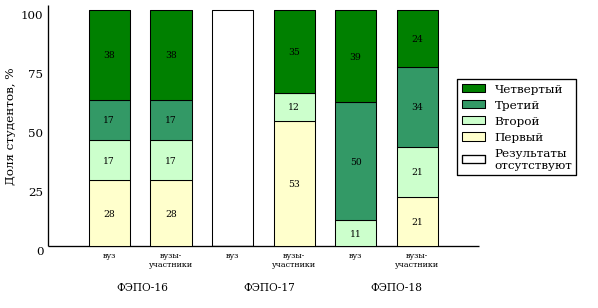 Доля студентов, %
100
75
50
25
0
38 38 35 39 24
17 17 12 50 34
17 17 53 11 21
28 28 21
вуз вузы-участники вуз вузы-участники вуз вузы-участники
ФЭПО-16 ФЭПО-17 ФЭПО-18
Четвертый
Третий
Второй
Первый
Результаты
отсутствуют